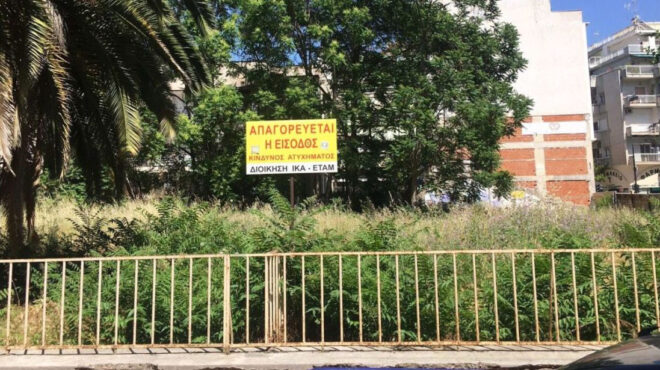 ΑΠΑΓΟΡΕΥΕΤΑΙ
Η ΕΙΣΟΔΟΣ
ΚΙΝΔΥΝΟΣ ΑΤΥΧΗΜΑΤΟΣ
ΔΙΟΙΚΗΣΗ ΙΚΑ - ΕΤΑΜ